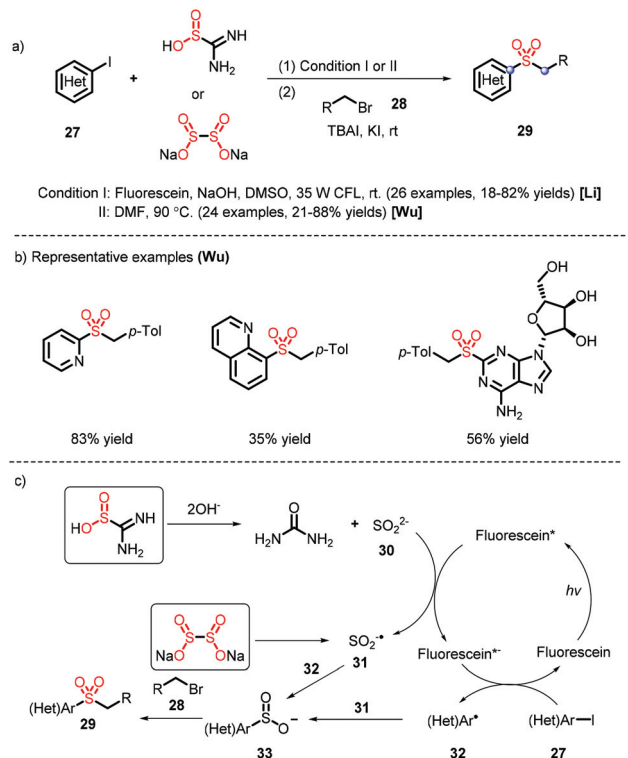 a)
I
Het
27
+
O
S
HO
NH
NH2
or
O
O
S
S
NaO
ONa
(1) Condition I or II
(2)
R
Br
28
TBAI, KI, rt
O
O
S
R
Het
29
Condition I: Fluorescein, NaOH, DMSO, 35 W CFL, rt. (26 examples, 18-82% yields) [Li]
II: DMF, 90 °C. (24 examples, 21-88% yields) [Wu]
b) Representative examples (Wu)
O
O
S
p-Tol
N
83% yield
N
O
O
S
p-Tol
35% yield
OH
O
OH
OH
O
O
S
p-Tol
N
N
N
N
NH2
56% yield
c)
O
S
HO
NH
NH2
2OH-
O
H2N
NH2
+
SO2 2-
30
Fluorescein*
hν
Fluorescein
Fluorescein*-
O
O
S
S
NaO
ONa
SO2 -•
31
32
O
O
S
(Het)Ar
R
29
R
Br
28
O
S
(Het)Ar
O
-
33
31
(Het)Ar•
32
(Het)Ar—I
27